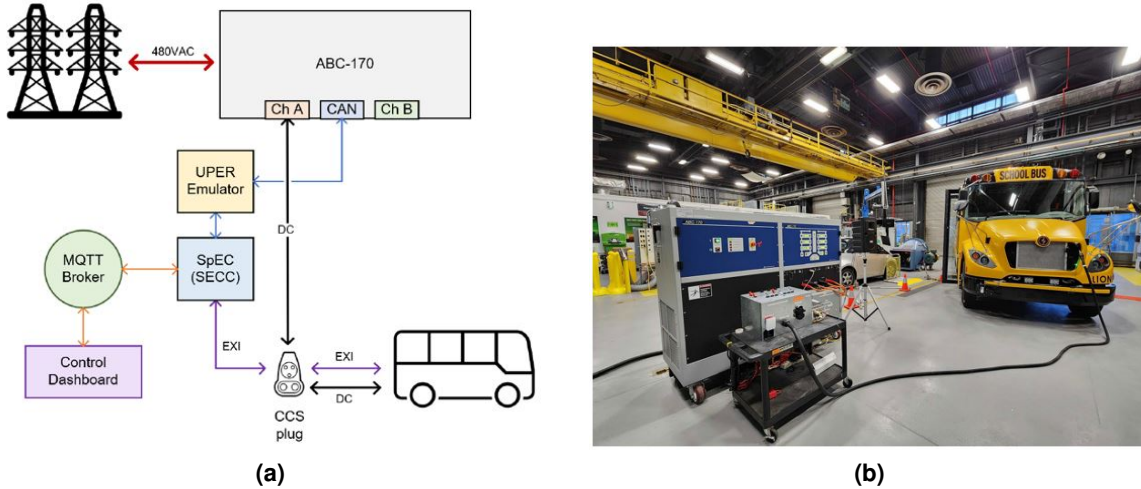 480VAC
ABC-170
Ch A
CAN
Ch B
UPER
Emulator
DC
MQTT
Broker
SpEC
(SECC)
EXI
EXI
Control
Dashboard
DC
CCS
plug
SCHOOL BUS
LION
(a)
(b)